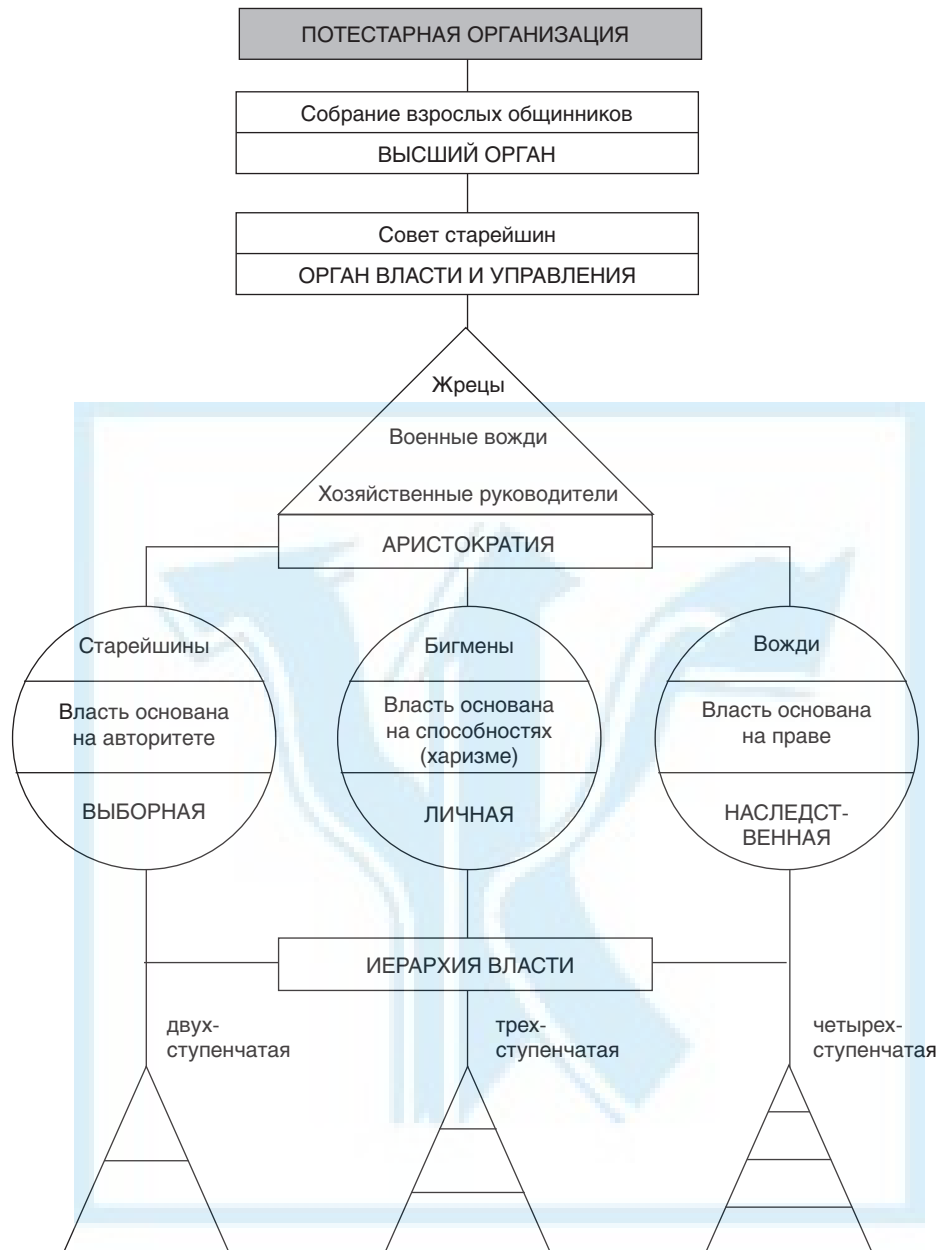 ПОТЕСТАРНАЯ ОРГАНИЗАЦИЯ
Собрание взрослых общинников
ВЫСШИЙ ОРГАН
Совет старейшин
ОРГАН ВЛАСТИ И УПРАВЛЕНИЯ
Жрецы
Военные вожди
Хозяйственные руководители
АРИСТОКРАТИЯ
Старейшины
Власть основана
на авторитете
ВЫБОРНАЯ
Бигмены
Власть основана
на способностях
(харизме)
ЛИЧНАЯ
Вожди
Власть основана
на праве
НАСЛЕДСТ-
ВЕННАЯ
ИЕРАРХИЯ ВЛАСТИ
двух-
ступенчатая
трех-
ступенчатая
четырех-
ступенчатая